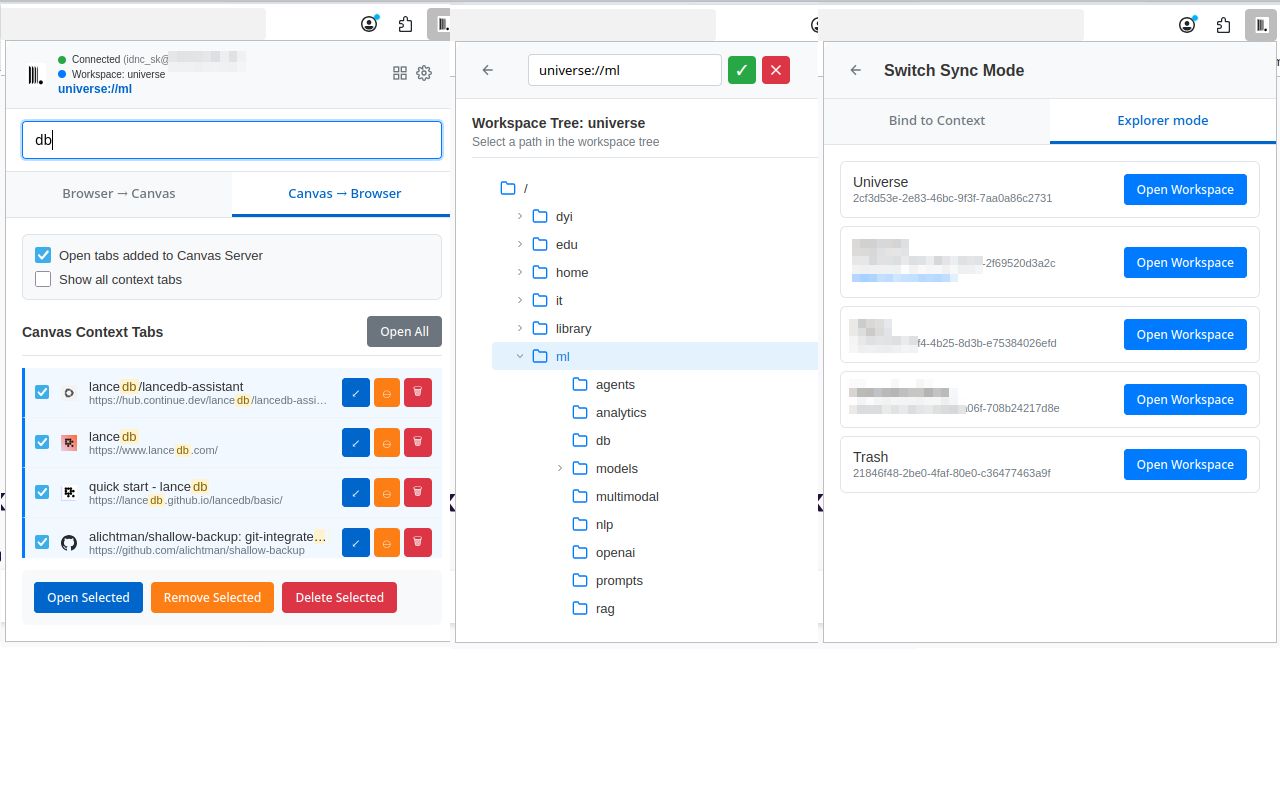 Connected (idnc_sk@
Workspace: universe
universe://ml
db
Browser → Canvas
Canvas → Browser
Open tabs added to Canvas Server
Show all context tabs
Canvas Context Tabs
Open All
lancedb/lancedb-assistant
https://hub.continue.dev/lancedb/lancedb-assi...
lancedb
https://www.lancedb.com/
quick start - lancedb
https://lancedb.github.io/lancedb/basic/
alichtman/shallow-backup: git-integrate...
https://github.com/alichtman/shallow-backup
Open Selected
Remove Selected
Delete Selected
universe://ml
Workspace Tree: universe
Select a path in the workspace tree
/
dyi
edu
home
it
library
ml
agents
analytics
db
models
multimodal
nlp
openai
prompts
rag
Switch Sync Mode
Bind to Context
Explorer mode
Universe
2cf3d53e-2e83-46bc-9f3f-7aa0a86c2731
Open Workspace
-2f69520d3a2c
Open Workspace
f4-4b25-8d3b-e75384026efd
Open Workspace
06f-708b24217d8e
Open Workspace
Trash
21846f48-2be0-4faf-80e0-c36477463a9f
Open Workspace